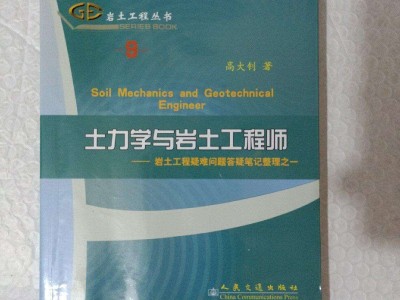 GE 岩土工程丛书
SERIES BOOK
高大钊 著
Soil Mechanics and Geotechnical
Engineer
土力学与岩土工程师
—— 岩土工程疑难问题答疑笔记整理之一
人民交通出版社
China Communications Press